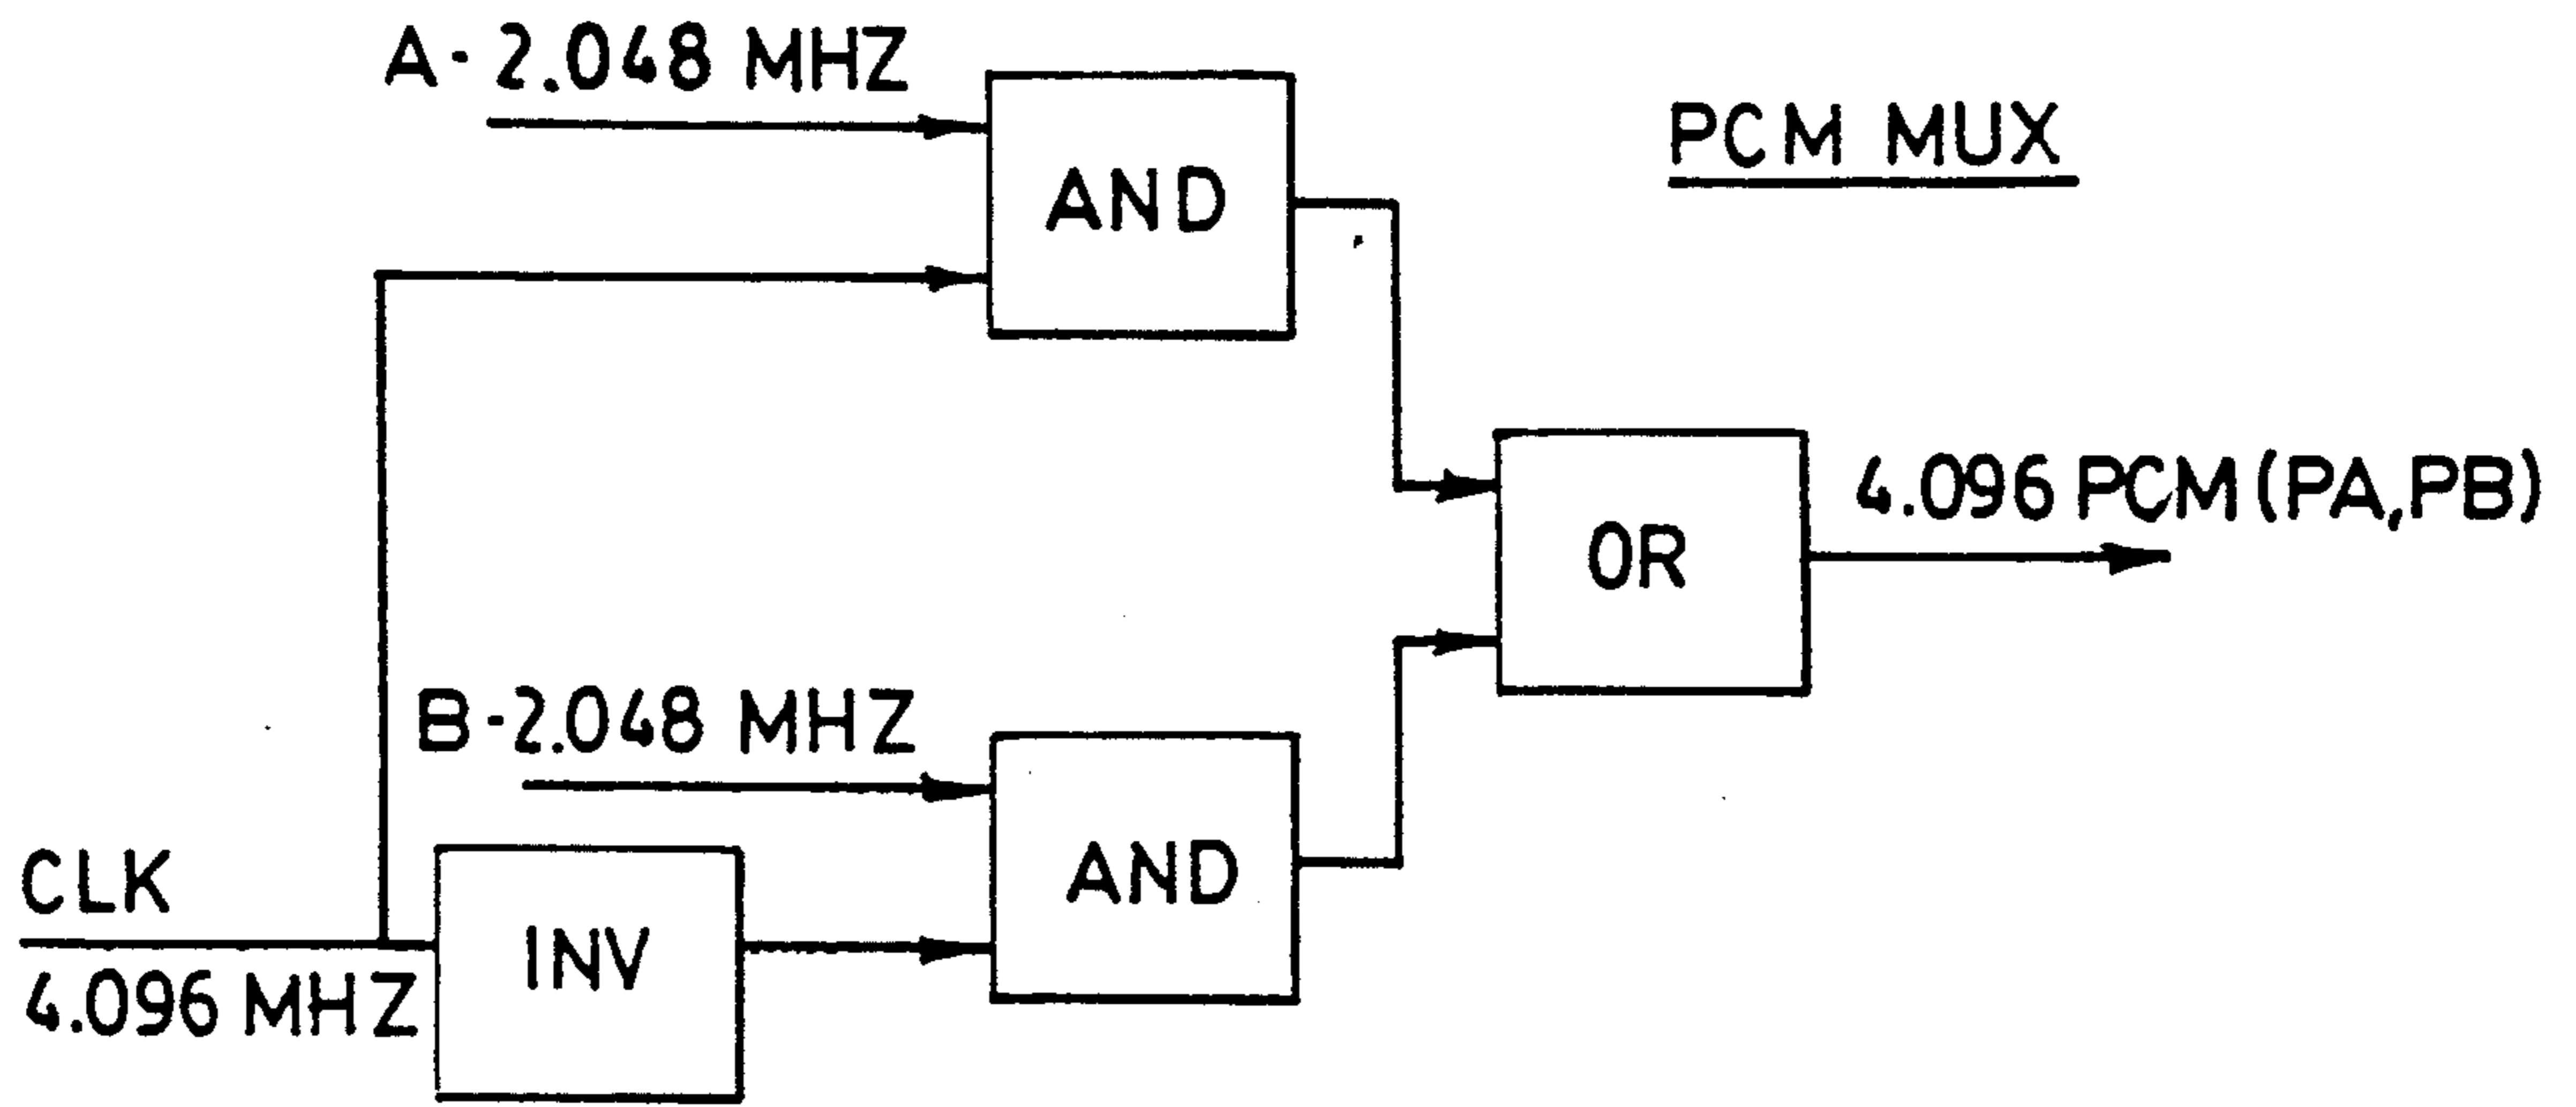 A-2.048 MHZ
PCM MUX
AND
4.096 PCM (PA,PB)
OR
B-2.048 MHZ
AND
CLK
INV
4.096 MHZ